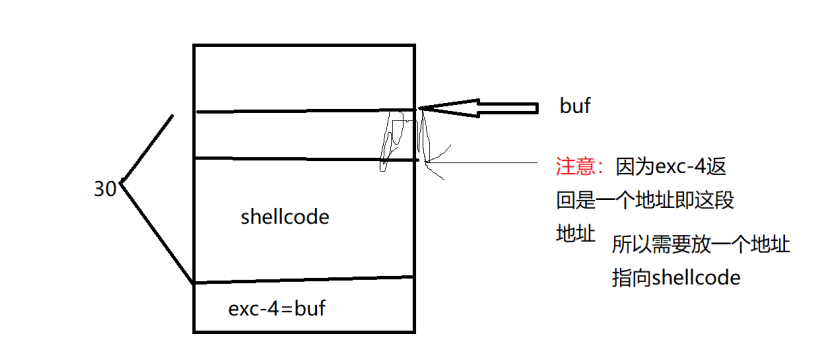 buf
注意：因为exc-4返
回是一个地址即这段
地址
所以需要放一个地址
指向shellcode
30
shellcode
exc-4=buf